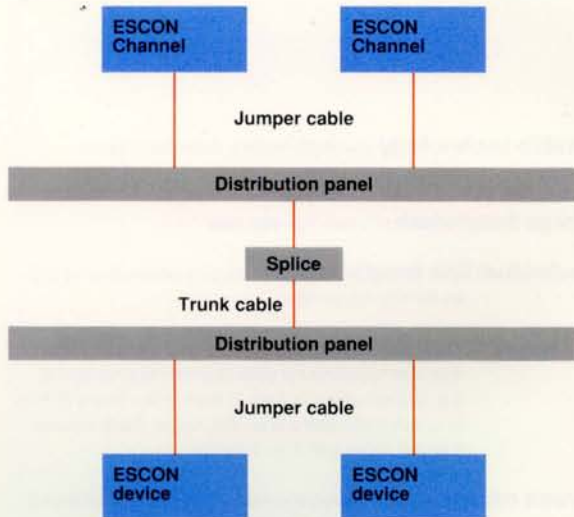 ESCON ESCON
Channel Channel
Jumper cable
Distribution panel
Splice
Trunk cable
Distribution panel
Jumper cable
ESCON ESCON
device device